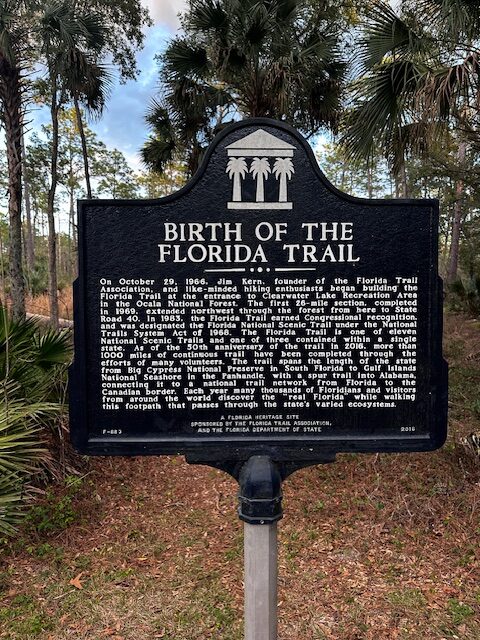 BIRTH OF THE
FLORIDA TRAIL
On October 29, 1966, Jim Kern, founder of the Florida Trail
Association, and like-minded hiking enthusiasts began building the
Florida Trail at the entrance to Clearwater Lake Recreation Area
in the Ocala National Forest. The first 26-mile section, completed
in 1969, extended northwest through the forest from here to State
Road 40. In 1983, the Florida Trail earned Congressional recognition,
and was designated the Florida National Scenic Trail under the National
Trails System Act of 1968. The Florida Trail is one of eleven
National Scenic Trails and one of three contained within a single
state. As of the 50th anniversary of the trail in 2016, more than
1000 miles of continuous trail have been completed through the
efforts of many volunteers. The trail spans the length of the state
from Big Cypress National Preserve in South Florida to Gulf Islands
National Seashore in the Panhandle, with a spur trail into Alabama,
connecting it to a national trail network from Florida to the
Canadian border. Each year many thousands of Floridians and visitors
from around the world discover the "real Florida" while walking
this footpath that passes through the state's varied ecosystems.
A FLORIDA HERITAGE SITE
SPONSORED BY THE FLORIDA TRAIL ASSOCIATION,
F-883 AND THE FLORIDA DEPARTMENT OF STATE 2016